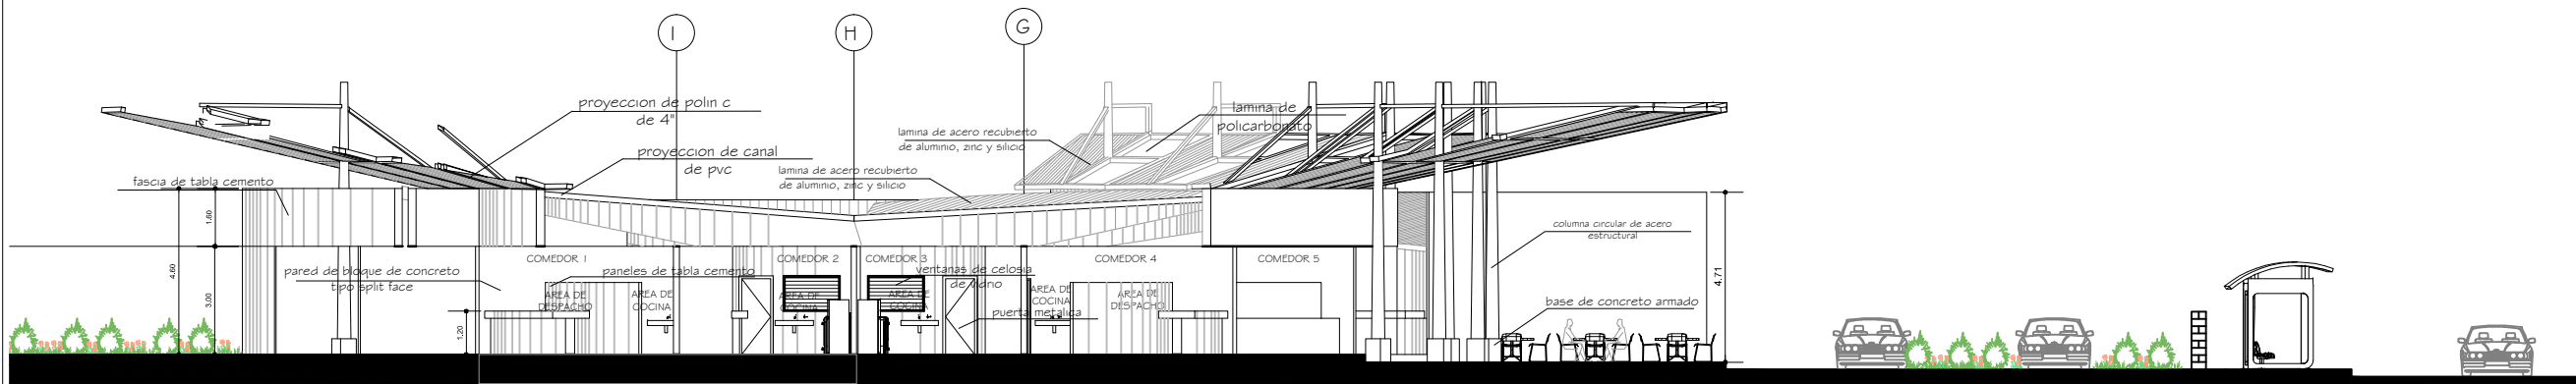 I
H
G
proyeccion de polin c
de 4"
lamina de
policarbonato
lamina de acero recubierto
de aluminio, zinc y silicio
proyeccion de canal
de pvc
lamina de acero recubierto
de aluminio, zinc y silicio
fascia de tabla cemento
1.60
4.60
3.00
1.20
columna circular de acero
estructural
COMEDOR 1
COMEDOR 2
COMEDOR 3
COMEDOR 4
COMEDOR 5
pared de bloque de concreto
tipo split face
paneles de tabla cemento
ventanas de celosia
de vidrio
4.71
AREA DE
DESPACHO
AREA DE
COCINA
AREA DE
COCINA
AREA DE
COCINA
AREA DE
COCINA
AREA DE
DESPACHO
puerta metalica
base de concreto armado